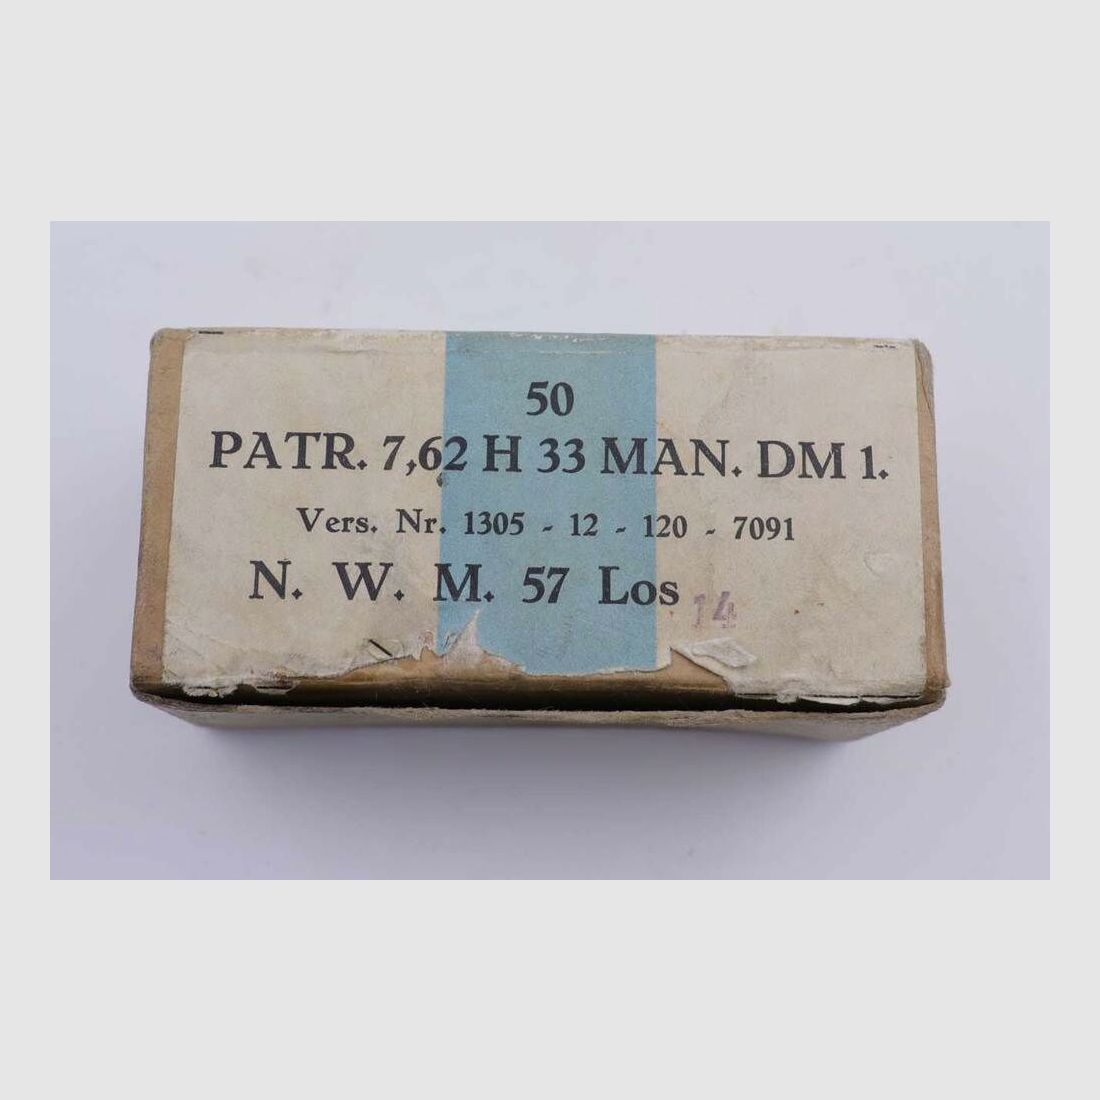 50
PATR. 7,62 H 33 MAN. DM 1.
Vers. Nr. 1305 - 12 - 120 - 7091
N. W. M. 57 Los 14